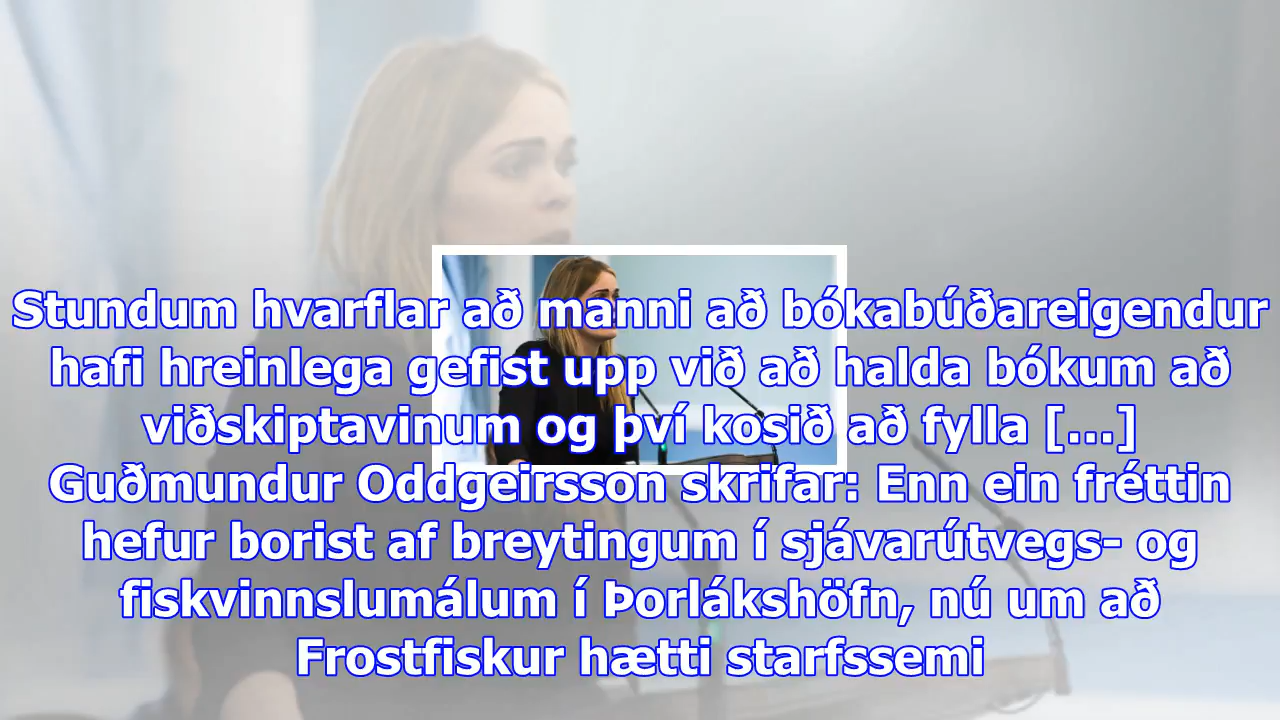 Stundum hvarflar að manni að bókabúðareigendur
hafi hreinlega gefist upp við að halda bókum að
viðskiptavinum og því kosið að fylla [...]
Guðmundur Oddgeirsson skrifar: Enn ein fréttin
hefur borist af breytingum í sjávarútvegs- og
fiskvinnslumálum í Þorlákshöfn, nú um að
Frostfiskur hætti starfssemi